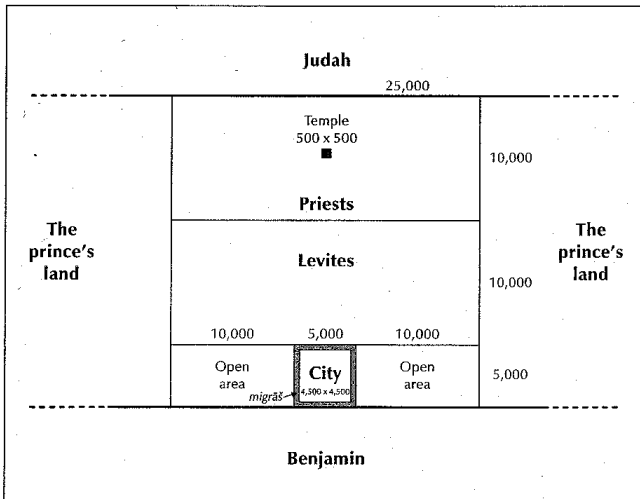 Judah
25,000
Temple
500 x 500
10,000
Priests
The
prince's
land
The
prince's
land
Levites
10,000
10,000
5,000
10,000
Open
area
City
4,500 x 4,500
migrāš
Open
area
5,000
Benjamin